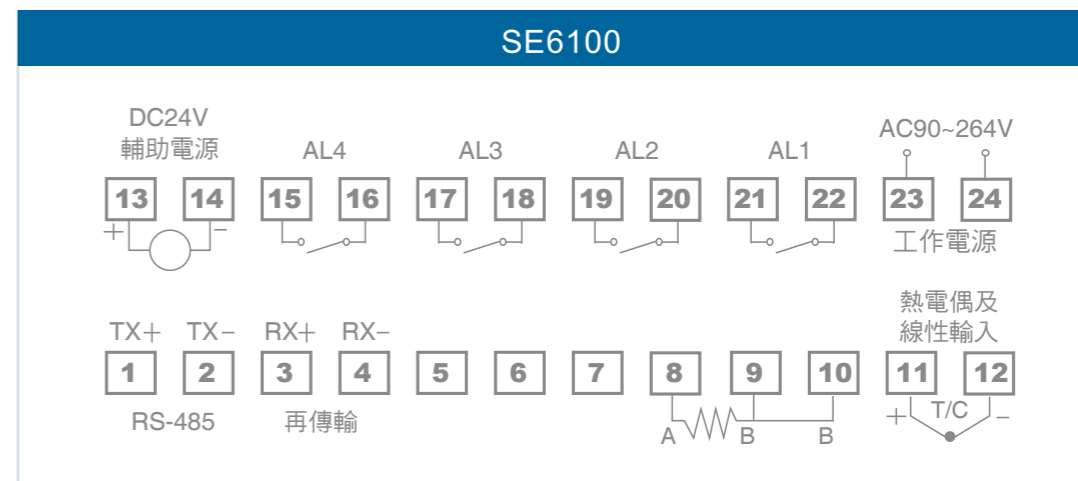 SE6100
DC24V
輔助電源
AL4 AL3 AL2 AL1
AC90~264V
13 14 15 16 17 18 19 20 21 22 23 24
+ -
工作電源
熱電偶及
線性輸入
TX+ TX- RX+ RX-
1 2 3 4 5 6 7 8 9 10 11 12
RS-485 再傳輸
A B B
+ T/C -